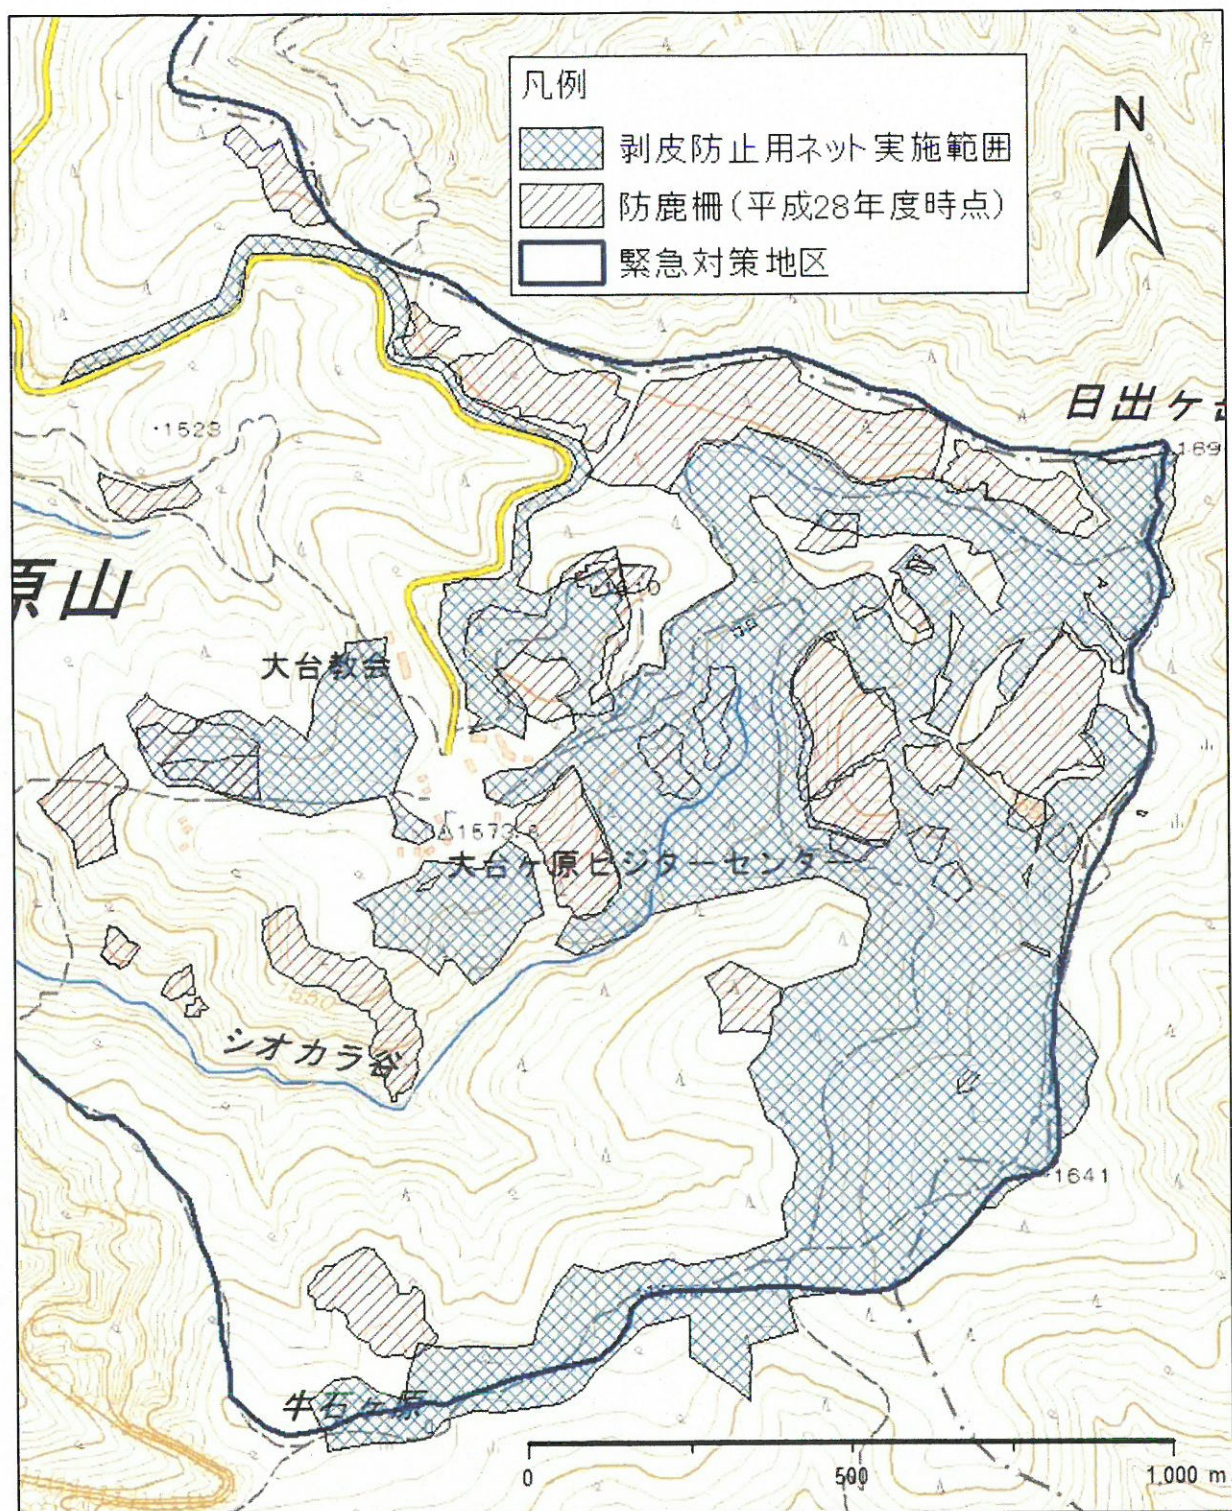 凡例
剥皮防止用ネット実施範囲
防鹿柵(平成28年度時点)
緊急対策地区
N
日出ヶ
169
・1523
原山
大台教会
1573
大台ヶ原ビジターセンター
1550
シオカラ谷
1641
牛石ヶ原
0 500 1,000 m